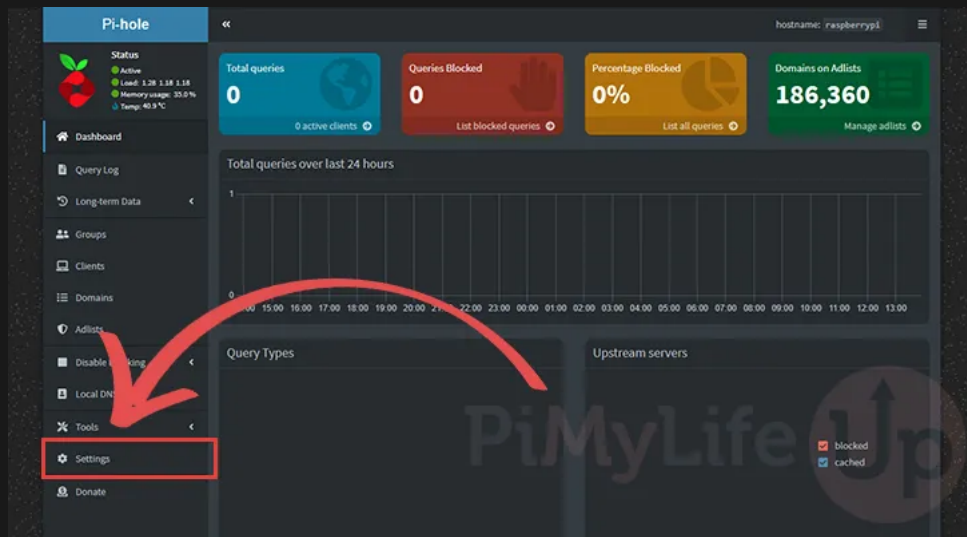 Pi-hole
hostname: raspberrypi
Status
Active
Load: 1.28 1.18 1.18
Memory usage: 35.0 %
Temp: 40.9 °C
Dashboard
Query Log
Long-term Data
Groups
Clients
Domains
Adlists
Disable
Local DNS
Tools
Settings
Donate
Total queries
0
0 active clients
Queries Blocked
0
List blocked queries
Percentage Blocked
0%
List all queries
Domains on Adlists
186,360
Manage adlists
Total queries over last 24 hours
1
0
15:00 16:00 17:00 18:00 19:00 20:00 22:00 23:00 00:00 01:00 02:00 03:00 04:00 05:00 06:00 07:00 08:00 09:00 10:00 11:00 12:00 13:00
Query Types
Upstream servers
blocked
cached
PiMyLifeUp